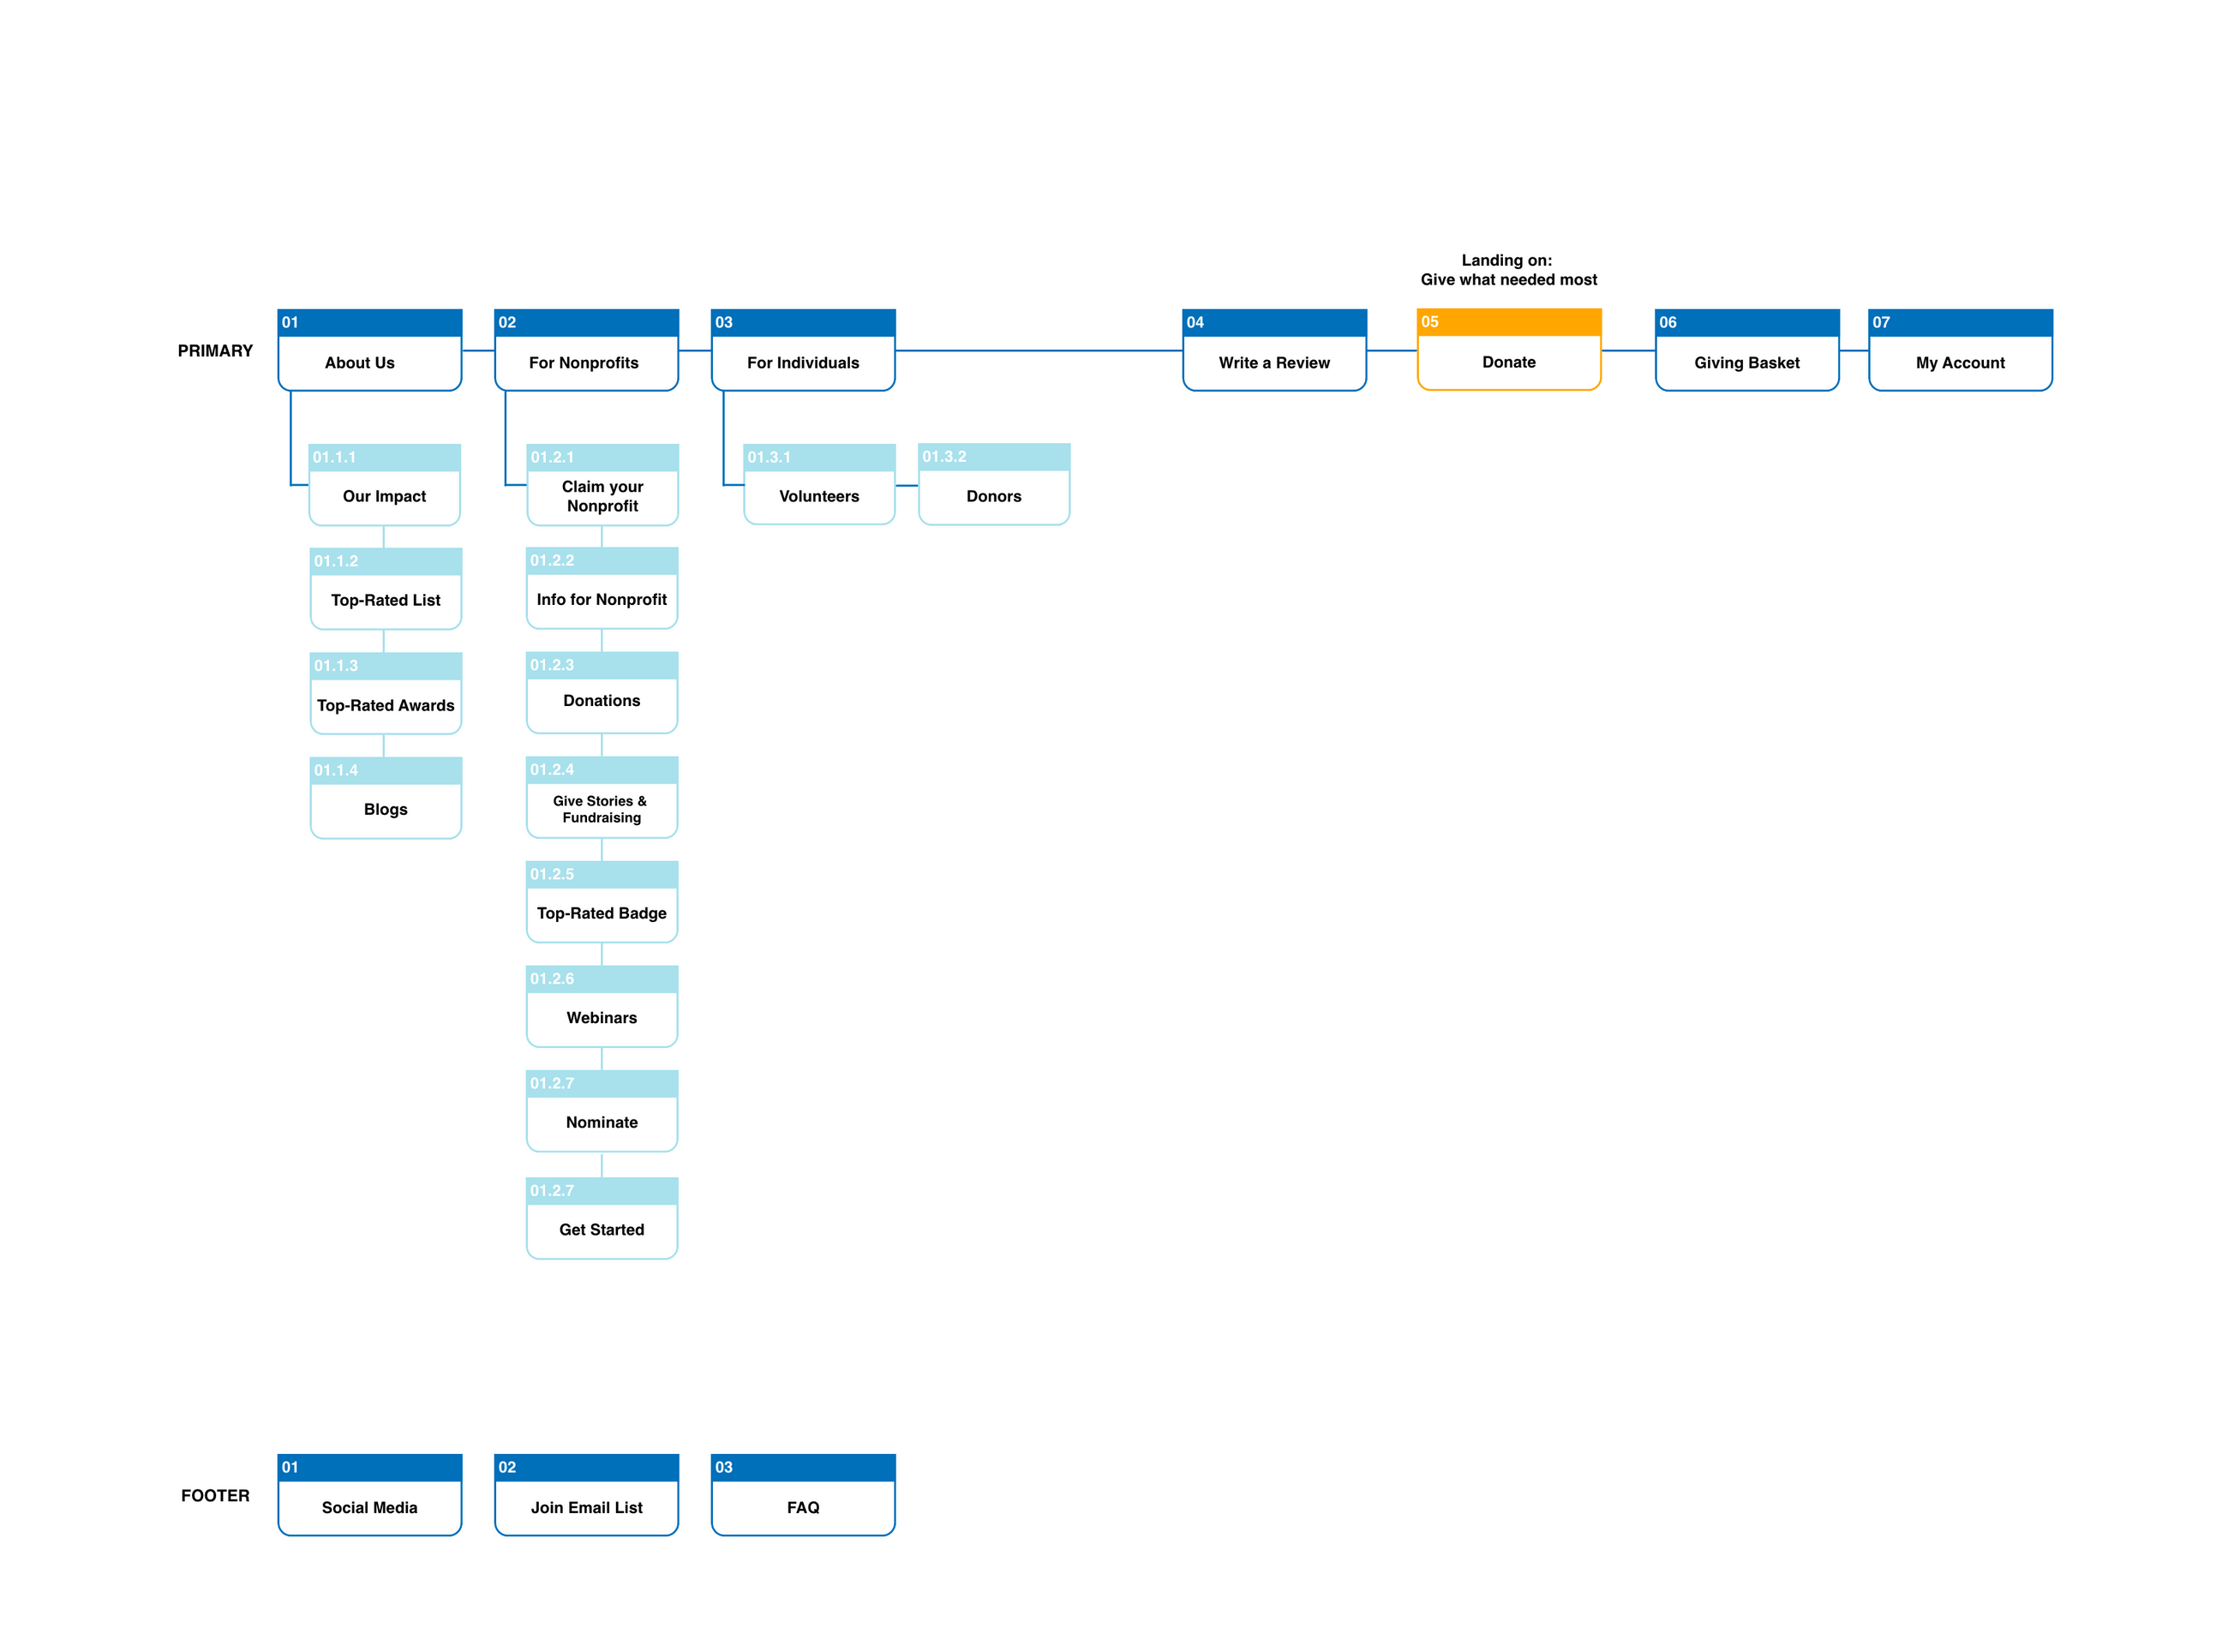 Landing on:
Give what needed most
PRIMARY
01
About Us
02
For Nonprofits
03
For Individuals
04
Write a Review
05
Donate
06
Giving Basket
07
My Account
01.1.1
Our Impact
01.1.2
Top-Rated List
01.1.3
Top-Rated Awards
01.1.4
Blogs
01.2.1
Claim your
Nonprofit
01.2.2
Info for Nonprofit
01.2.3
Donations
01.2.4
Give Stories &
Fundraising
01.2.5
Top-Rated Badge
01.2.6
Webinars
01.2.7
Nominate
01.2.7
Get Started
01.3.1
Volunteers
01.3.2
Donors
FOOTER
01
Social Media
02
Join Email List
03
FAQ